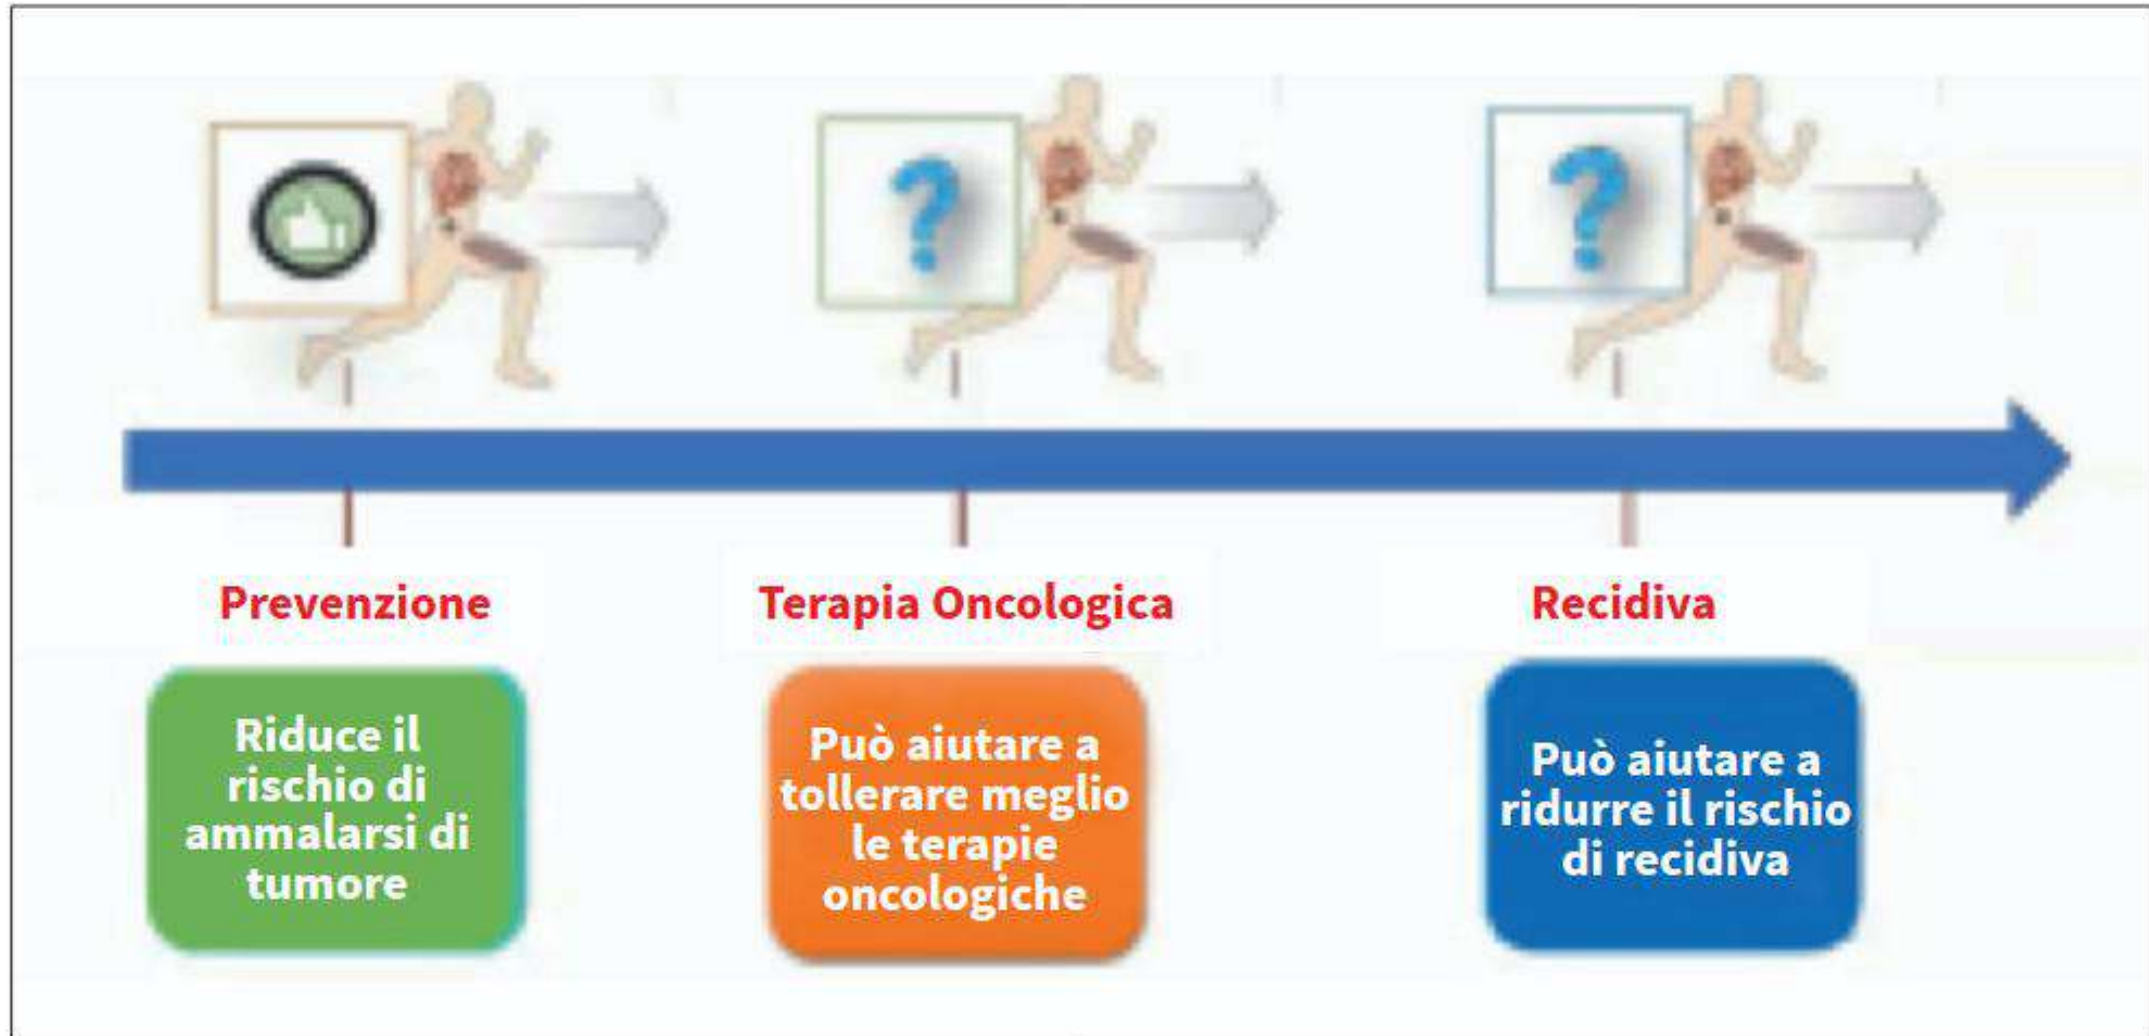 Prevenzione
Terapia Oncologica
Recidiva
Riduce il
rischio di
ammalarsi di
tumore
Può aiutare a
tollerare meglio
le terapie
oncologiche
Può aiutare a
ridurre il rischio
di recidiva